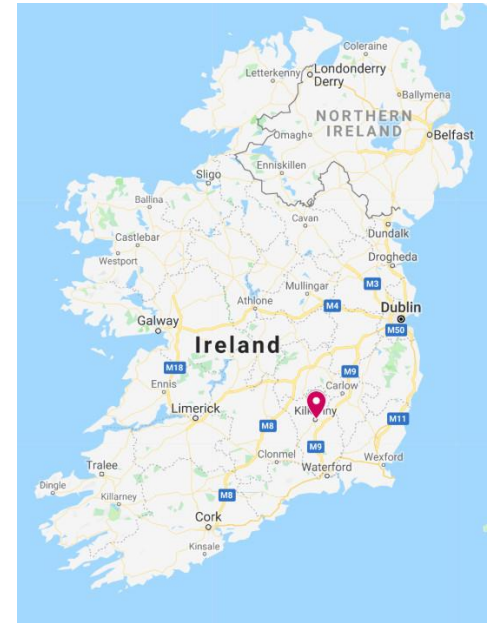 Coleraine
Letterkenny
Londonderry
Derry
Ballymena
NORTHERN
IRELAND
Omagh
Belfast
Enniskillen
Sligo
Ballina
Cavan
Dundalk
Castlebar
Westport
Drogheda
Mullingar
M3
Athlone
M4
Dublin
Galway
M50
Ireland
M18
M9
Ennis
Carlow
Limerick
M8
M11
M9
Clonmel
Wexford
Waterford
Tralee
Dingle
Killarney
M8
Cork
Kinsale